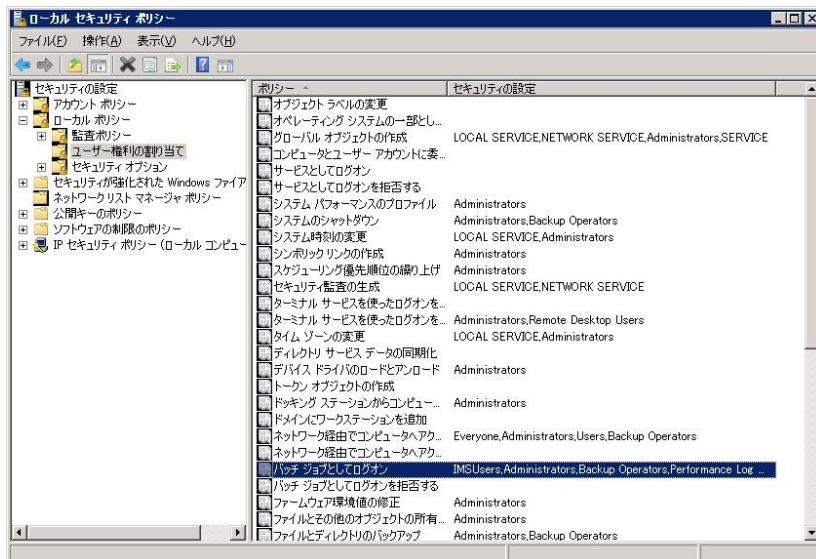 ローカル セキュリティ ポリシー
ファイル(F) 操作(A) 表示(V) ヘルプ(H)
セキュリティの設定
アカウント ポリシー
ローカル ポリシー
監査ポリシー
ユーザー権利の割り当て
セキュリティ オプション
セキュリティが強化された Windows ファイア
ネットワーク リスト マネージャ ポリシー
公開キーのポリシー
ソフトウェアの制限のポリシー
IP セキュリティ ポリシー (ローカル コンピュー
ポリシー セキュリティの設定
オブジェクト ラベルの変更
オペレーティング システムの一部とし...
グローバル オブジェクトの作成 LOCAL SERVICE,NETWORK SERVICE,Administrators,SERVICE
コンピュータとユーザー アカウントに委...
サービスとしてログオン
サービスとしてログオンを拒否する
システム パフォーマンスのプロファイル Administrators
システムのシャットダウン Administrators,Backup Operators
システム時刻の変更 LOCAL SERVICE,Administrators
シンボリック リンクの作成 Administrators
スケジューリング優先順位の繰り上げ Administrators
セキュリティ監査の生成 LOCAL SERVICE,NETWORK SERVICE
ターミナル サービスを使ったログオンを...
ターミナル サービスを使ったログオンを... Administrators,Remote Desktop Users
タイム ゾーンの変更 LOCAL SERVICE,Administrators
ディレクトリ サービス データの同期化
デバイス ドライバのロードとアンロード Administrators
トークン オブジェクトの作成
ドッキング ステーションからコンピュー... Administrators
ドメインにワークステーションを追加
ネットワーク経由でコンピュータへアク... Everyone,Administrators,Users,Backup Operators
ネットワーク経由でコンピュータへアク...
バッチ ジョブとしてログオン IMSUsers,Administrators,Backup Operators,Performance Log ...
バッチ ジョブとしてログオンを拒否する
ファームウェア環境値の修正 Administrators
ファイルとその他のオブジェクトの所有... Administrators
ファイルとディレクトリのバックアップ Administrators,Backup Operators